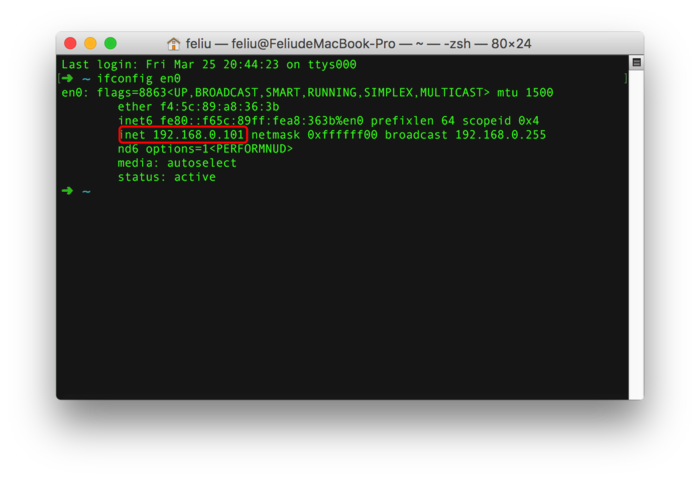 feliu — feliu@FeliudeMacBook-Pro — ~ — -zsh — 80×24
Last login: Fri Mar 25 20:44:23 on ttys000
[➜ ~ ifconfig en0 ]
en0: flags=8863<UP,BROADCAST,SMART,RUNNING,SIMPLEX,MULTICAST> mtu 1500
ether f4:5c:89:a8:36:3b
inet6 fe80::f65c:89ff:fea8:363b%en0 prefixlen 64 scopeid 0x4
inet 192.168.0.101 netmask 0xffffff00 broadcast 192.168.0.255
nd6 options=1<PERFORMNUD>
media: autoselect
status: active
➜ ~